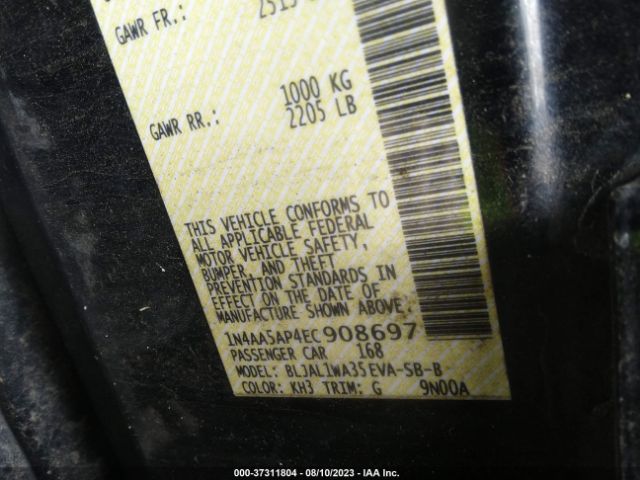 GAWR FR.:
1000 KG
GAWR RR.: 2205 LB
THIS VEHICLE CONFORMS TO
ALL APPLICABLE FEDERAL
MOTOR VEHICLE SAFETY,
BUMPER, AND THEFT
PREVENTION STANDARDS IN
EFFECT ON THE DATE OF
MANUFACTURE SHOWN ABOVE.
1N4AA5AP4EC908697
PASSENGER CAR 168
MODEL: BLJAL1WA35EVA-SB-B
COLOR: KH3 TRIM: G 9N00A
000-37311804 - 08/10/2023 - IAA Inc.